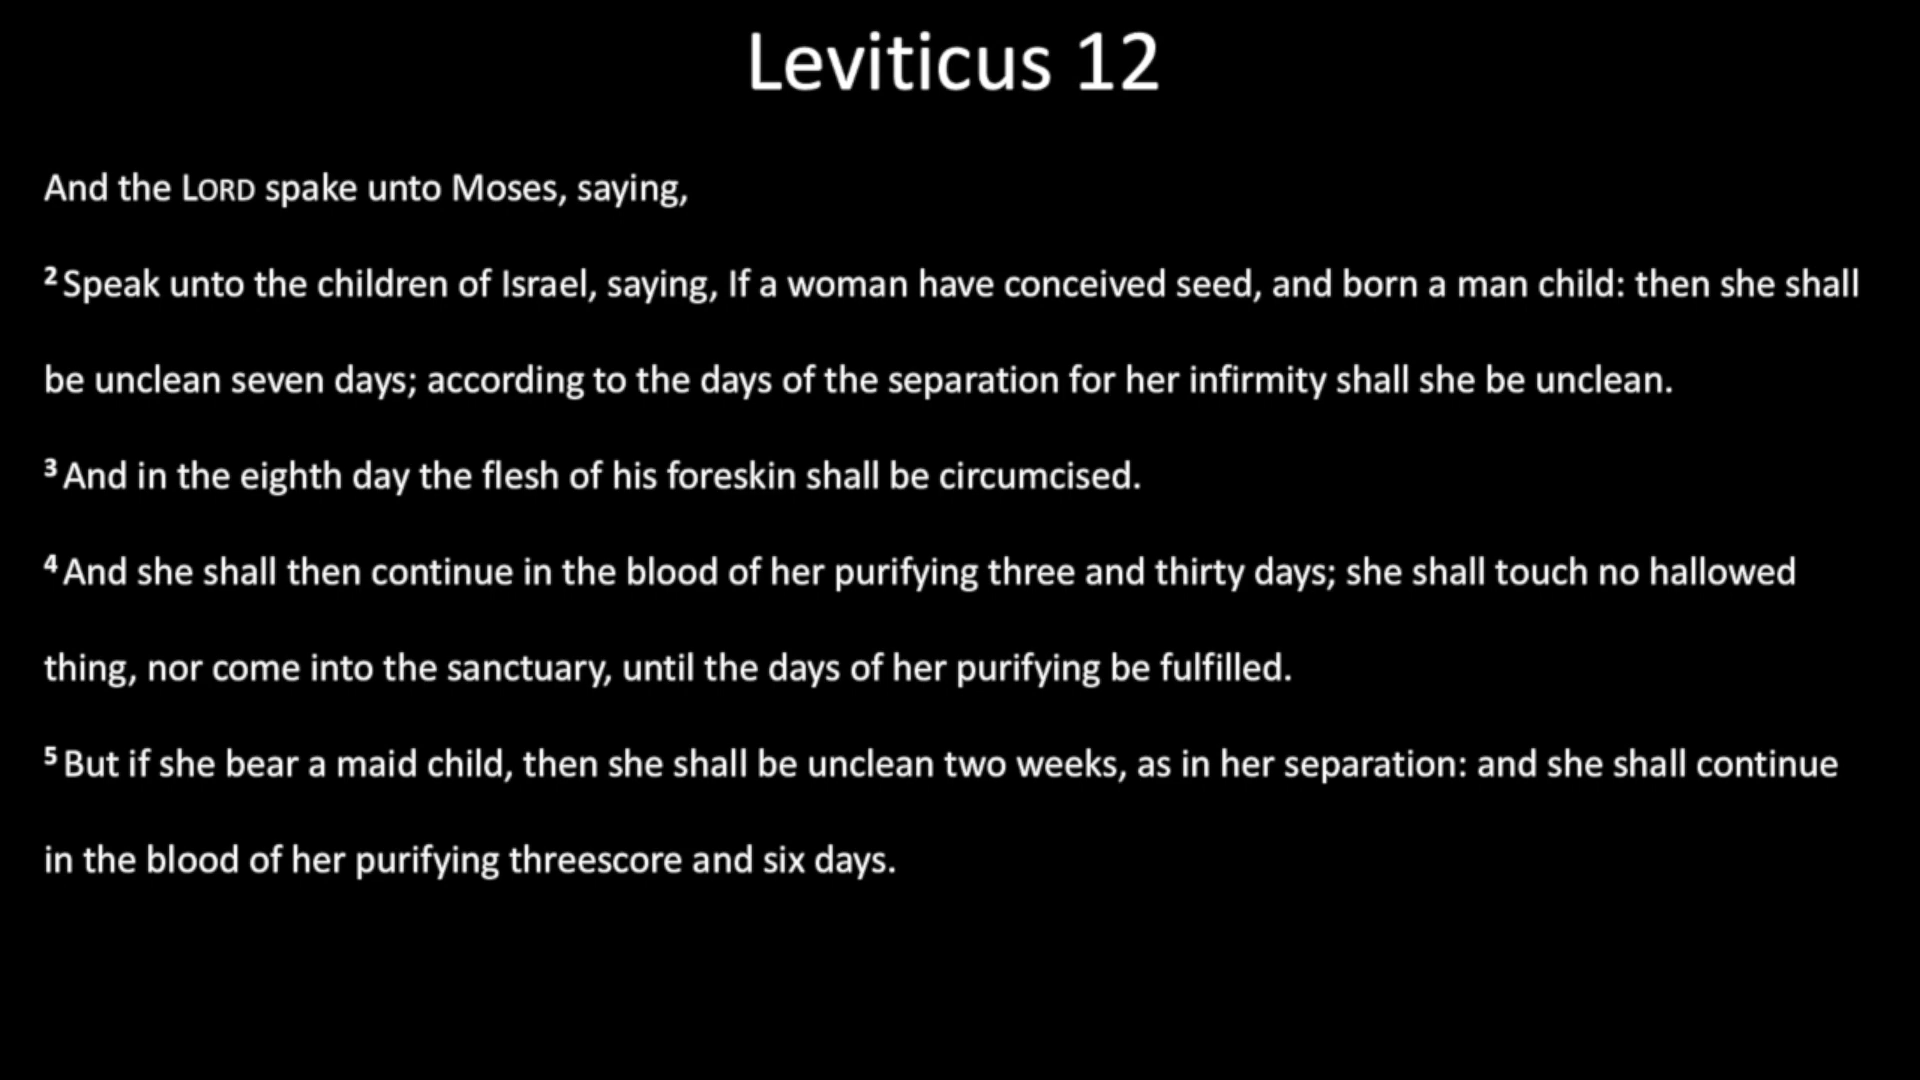 Leviticus 12
And the LORD spake unto Moses, saying,
2 Speak unto the children of Israel, saying, If a woman have conceived seed, and born a man child: then she shall
be unclean seven days; according to the days of the separation for her infirmity shall she be unclean.
3 And in the eighth day the flesh of his foreskin shall be circumcised.
4 And she shall then continue in the blood of her purifying three and thirty days; she shall touch no hallowed
thing, nor come into the sanctuary, until the days of her purifying be fulfilled.
5 But if she bear a maid child, then she shall be unclean two weeks, as in her separation: and she shall continue
in the blood of her purifying threescore and six days.